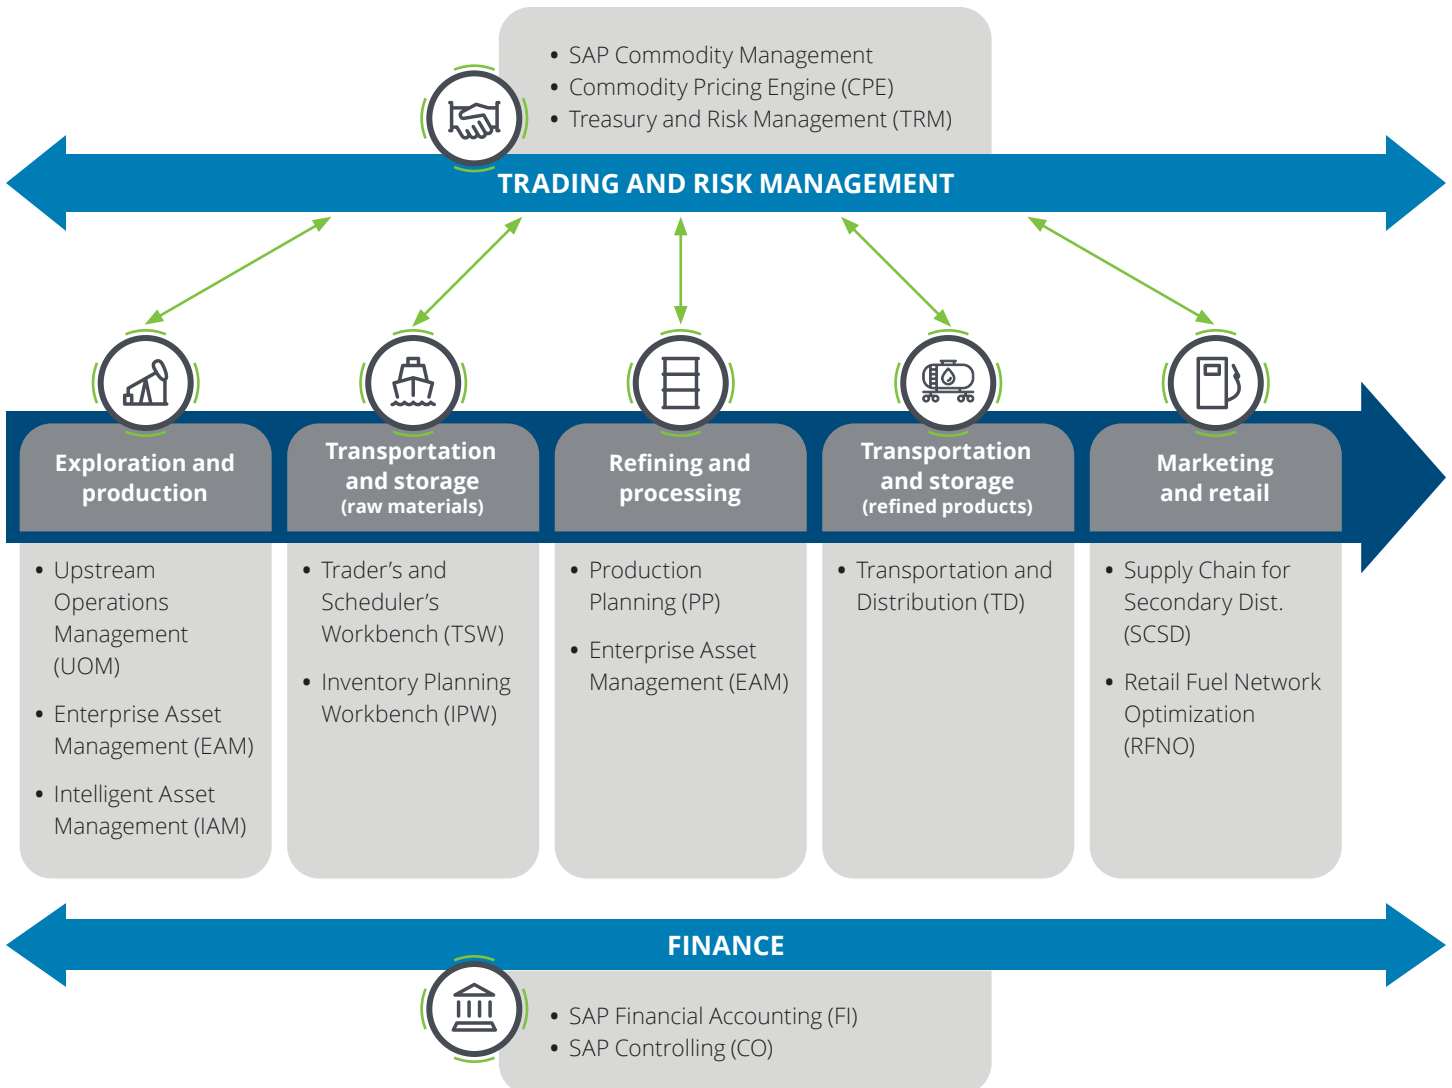 • SAP Commodity Management
• Commodity Pricing Engine (CPE)
• Treasury and Risk Management (TRM)
TRADING AND RISK MANAGEMENT
Exploration and
production
• Upstream
Operations
Management
(UOM)
• Enterprise Asset
Management (EAM)
• Intelligent Asset
Management (IAM)
Transportation
and storage
(raw materials)
• Trader’s and
Scheduler’s
Workbench (TSW)
• Inventory Planning
Workbench (IPW)
Refining and
processing
• Production
Planning (PP)
• Enterprise Asset
Management (EAM)
Transportation
and storage
(refined products)
• Transportation and
Distribution (TD)
Marketing
and retail
• Supply Chain for
Secondary Dist.
(SCSD)
• Retail Fuel Network
Optimization
(RFNO)
FINANCE
• SAP Financial Accounting (FI)
• SAP Controlling (CO)